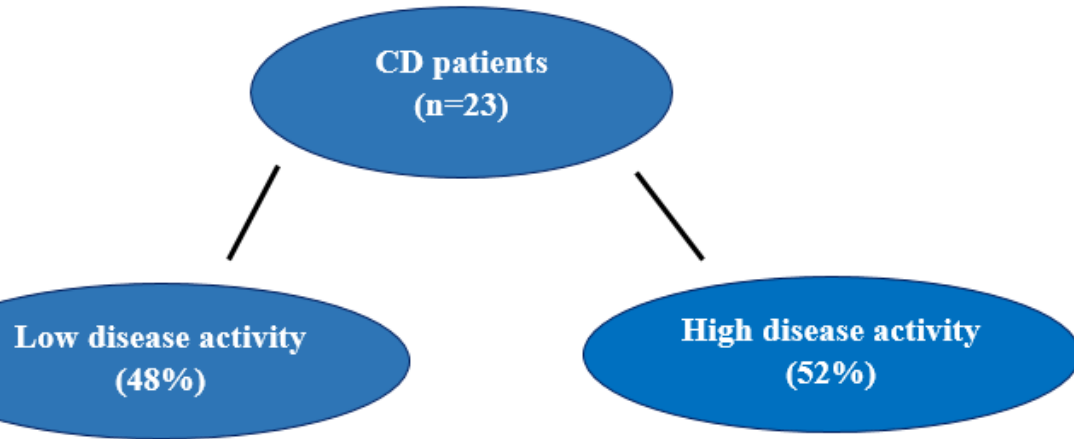 CD patients
(n=23)
Low disease activity
(48%)
High disease activity
(52%)